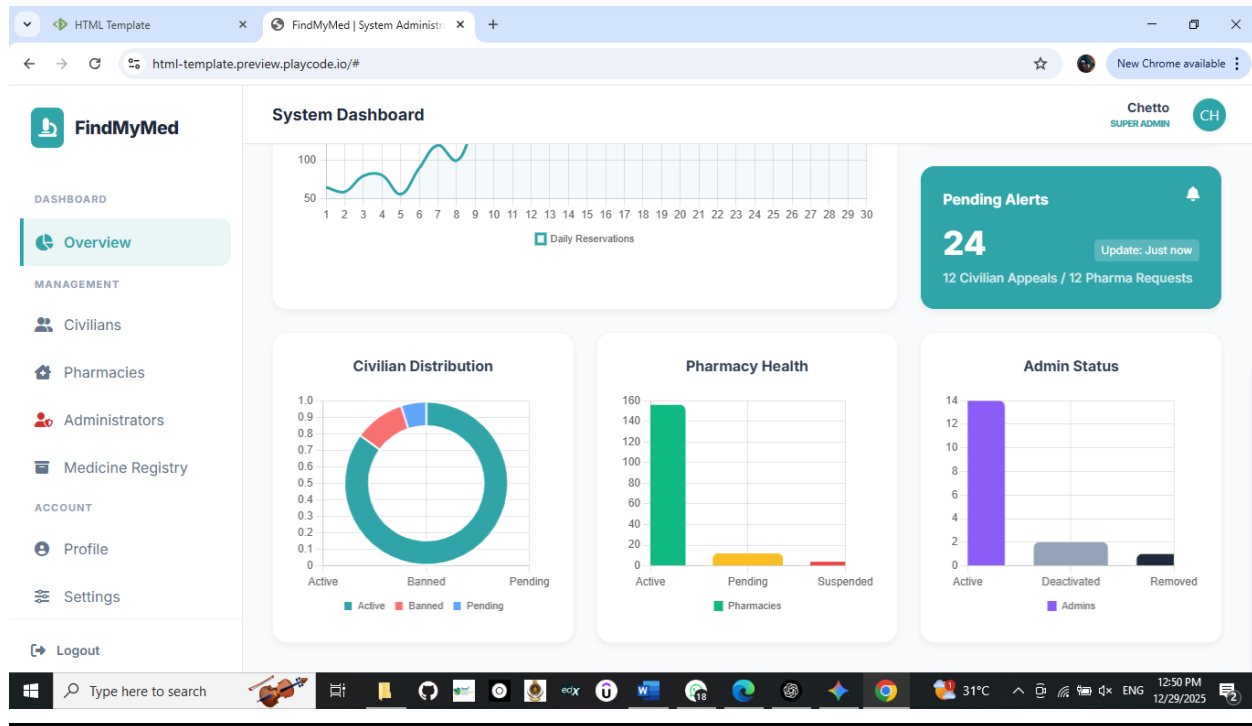 HTML Template
FindMyMed | System Administr
html-template.preview.playcode.io/#
New Chrome available
FindMyMed
System Dashboard
Chetto
SUPER ADMIN
CH
DASHBOARD
Overview
MANAGEMENT
Civilians
Pharmacies
Administrators
Medicine Registry
ACCOUNT
Profile
Settings
Logout
100
50
1 2 3 4 5 6 7 8 9 10 11 12 13 14 15 16 17 18 19 20 21 22 23 24 25 26 27 28 29 30
Daily Reservations
Pending Alerts
24
Update: Just now
12 Civilian Appeals / 12 Pharma Requests
Civilian Distribution
1.0
0.9
0.8
0.7
0.6
0.5
0.4
0.3
0.2
0.1
0
Active Banned Pending
Active Banned Pending
Pharmacy Health
160
140
120
100
80
60
40
20
0
Active Pending Suspended
Pharmacies
Admin Status
14
12
10
8
6
4
2
0
Active Deactivated Removed
Admins
Type here to search
edX
18
31°C
ENG
12:50 PM
12/29/2025
2